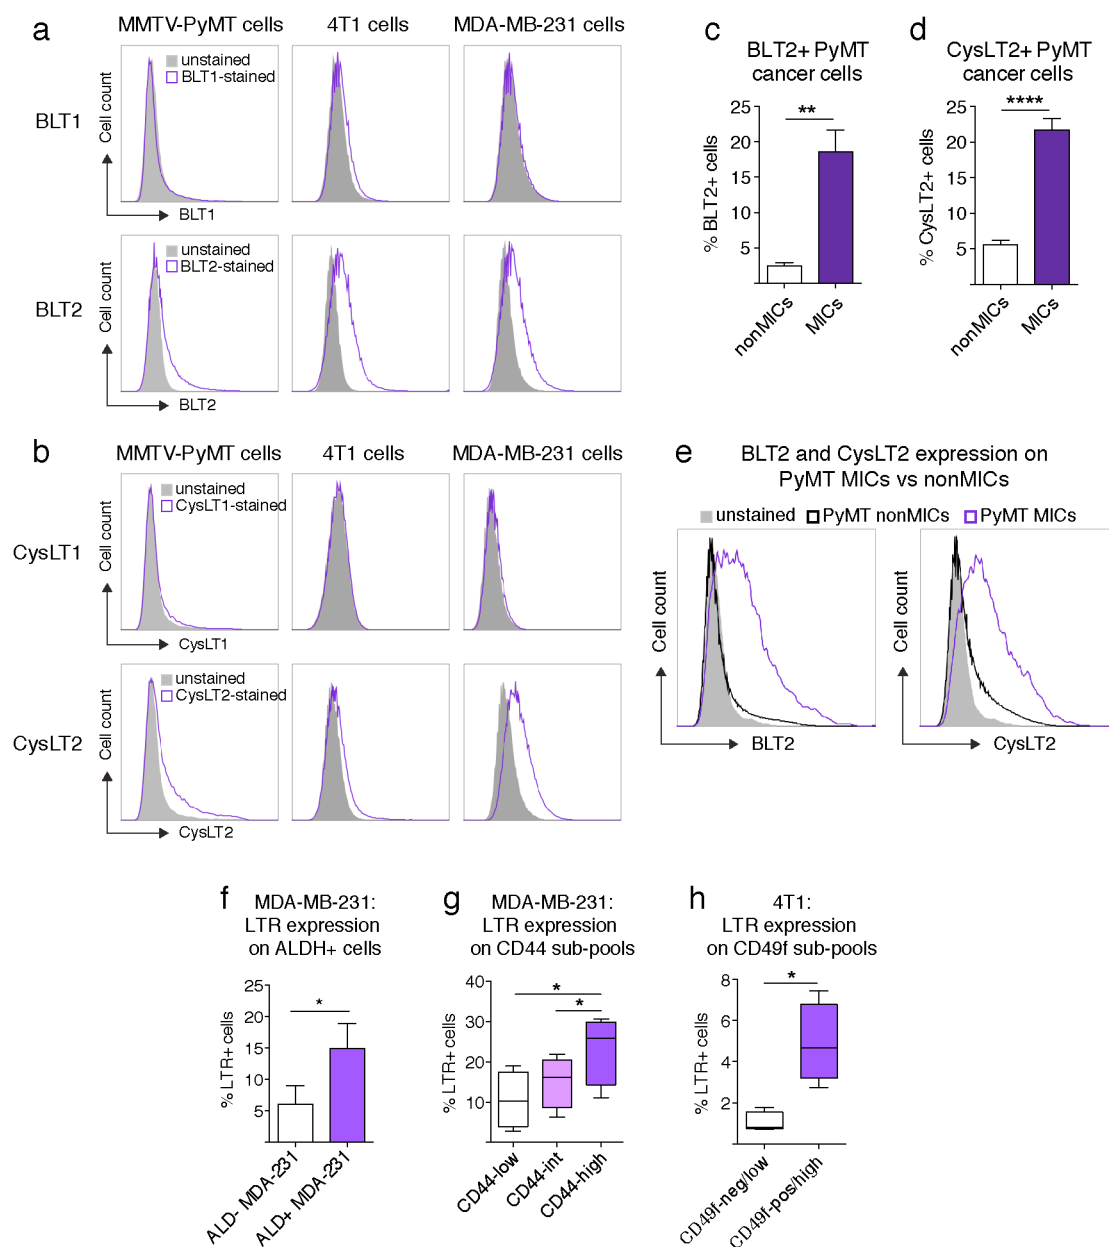 a
MMTV-PyMT cells
4T1 cells
MDA-MB-231 cells
BLT1
Cell count
unstained
BLT1-stained
BLT1
BLT2
Cell count
unstained
BLT2-stained
BLT2
b
MMTV-PyMT cells
4T1 cells
MDA-MB-231 cells
CysLT1
Cell count
unstained
CysLT1-stained
CysLT1
CysLT2
Cell count
unstained
CysLT2-stained
CysLT2
c
BLT2+ PyMT
cancer cells
**
% BLT2+ cells
25
20
15
10
5
nonMICs
MICs
d
CysLT2+ PyMT
cancer cells
****
% CysLT2+ cells
25
20
15
10
5
nonMICs
MICs
e
BLT2 and CysLT2 expression on
PyMT MICs vs nonMICs
unstained
PyMT nonMICs
PyMT MICs
Cell count
BLT2
Cell count
CysLT2
f
MDA-MB-231:
LTR expression
on ALDH+ cells
*
% LTR+ cells
25
20
15
10
5
ALD- MDA-231
ALD+ MDA-231
g
MDA-MB-231:
LTR expression
on CD44 sub-pools
*
*
% LTR+ cells
40
30
20
10
0
CD44-low
CD44-int
CD44-high
h
4T1:
LTR expression
on CD49f sub-pools
*
% LTR+ cells
8
6
4
2
CD49f-neg/low
CD49f-pos/high